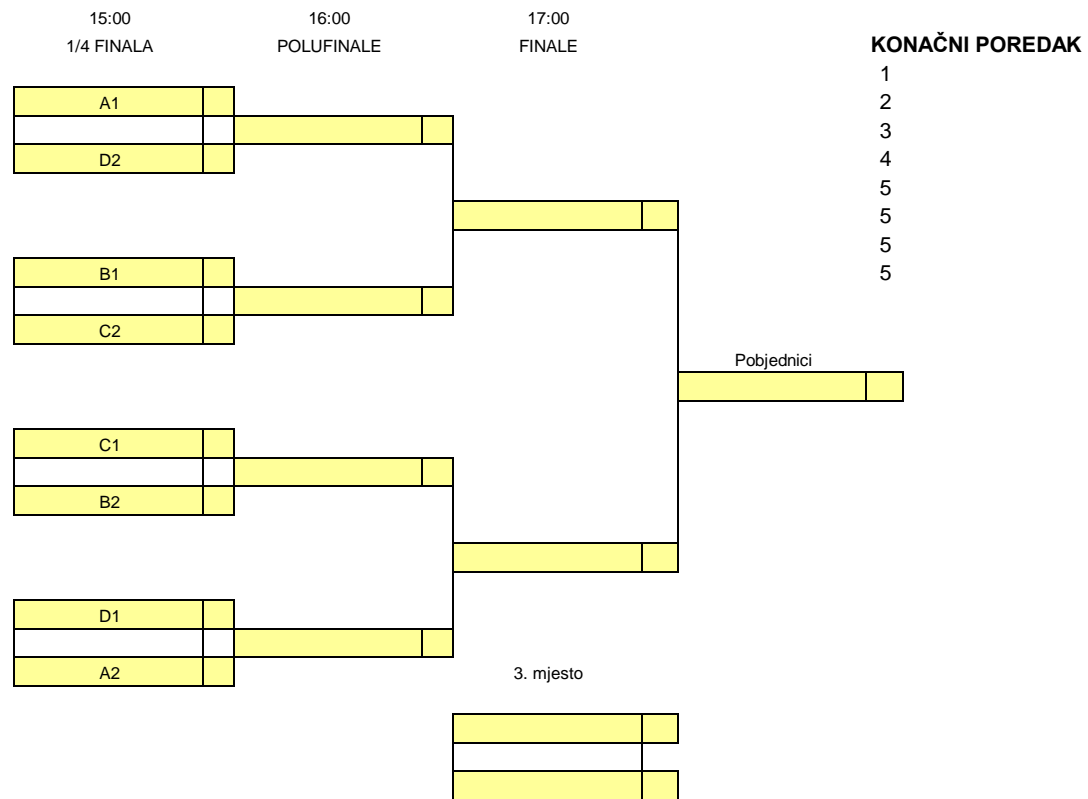 15:00 16:00 17:00
1/4 FINALA POLUFINALE FINALE KONAČNI POREDAK
1
A1 2
3
D2 4
5
5
5
B1 5
C2
Pobjednici
C1
B2
D1
A2 3. mjesto